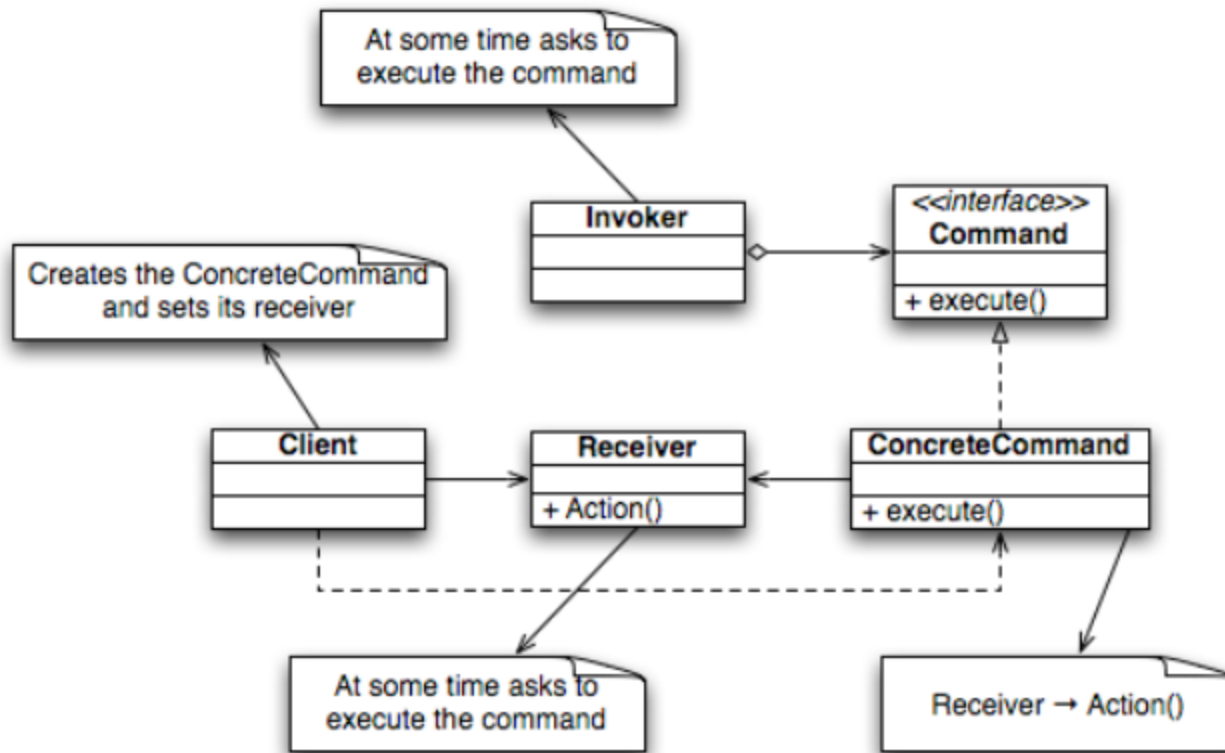 At some time asks to
execute the command
Invoker
<<interface>>
Command
+ execute()
Creates the ConcreteCommand
and sets its receiver
Client
Receiver
+ Action()
ConcreteCommand
+ execute()
At some time asks to
execute the command
Receiver → Action()